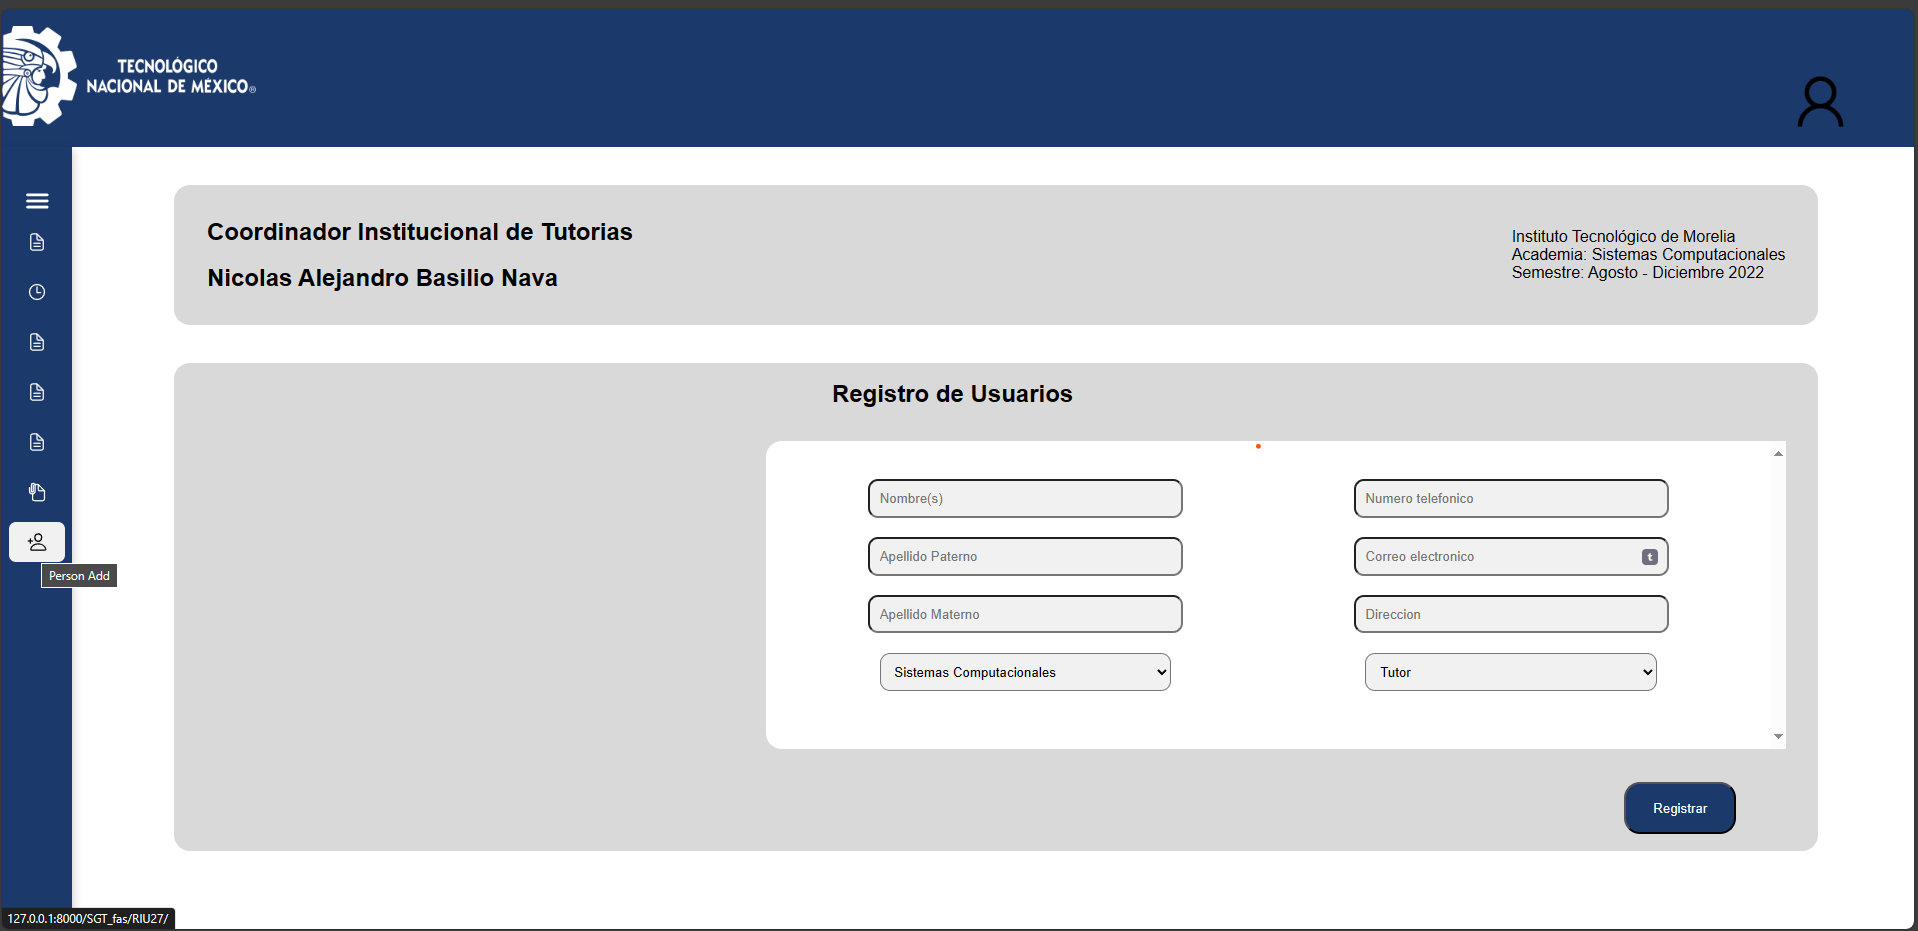 TECNOLÓGICO
NACIONAL DE MÉXICO®
Coordinador Institucional de Tutorias
Nicolas Alejandro Basilio Nava
Instituto Tecnológico de Morelia
Academia: Sistemas Computacionales
Semestre: Agosto - Diciembre 2022
Registro de Usuarios
Nombre(s)
Numero telefonico
Apellido Paterno
Correo electronico
t
Apellido Materno
Direccion
Sistemas Computacionales
Tutor
Registrar
Person Add
127.0.0.1:8000/SGT_fas/RIU27/